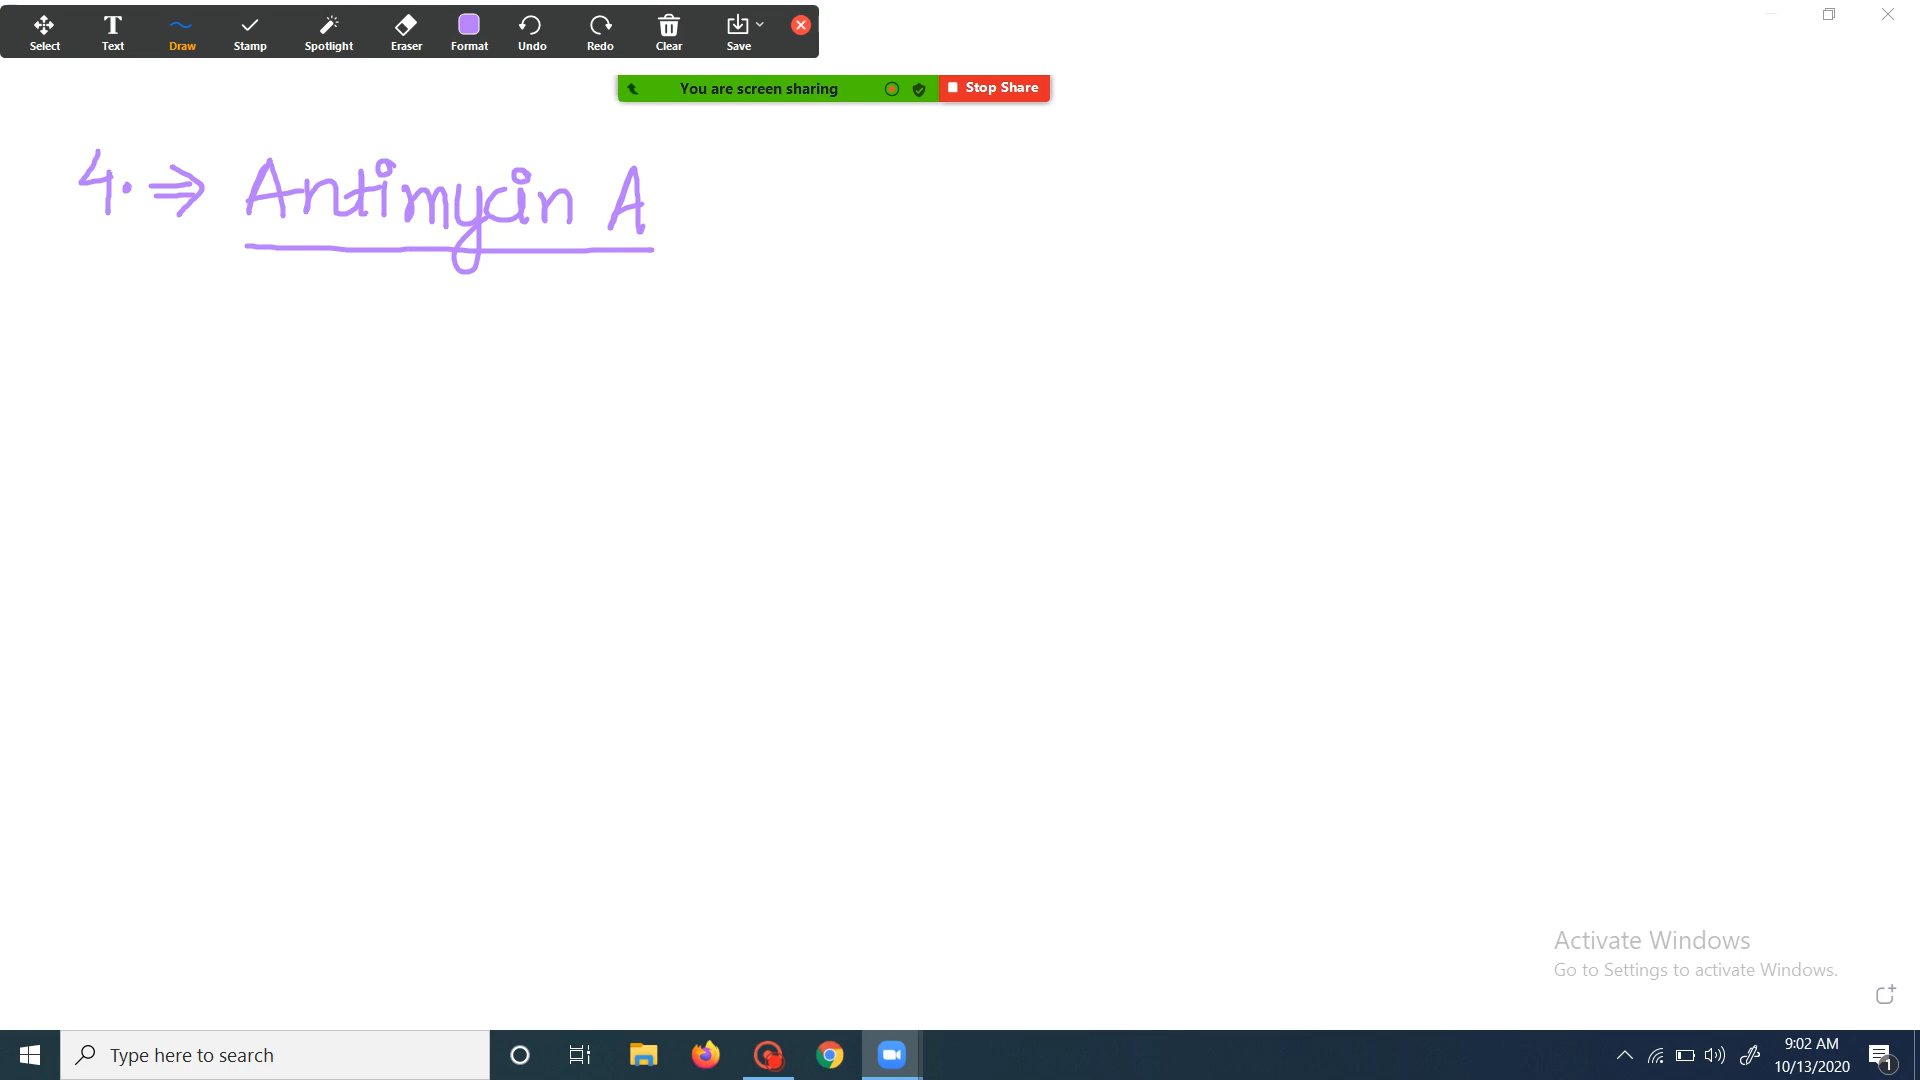 Select Text Draw Stamp Spotlight Eraser Format Undo Redo Clear Save
You are screen sharing Stop Share
4. ⇒ Antimycin A
Activate Windows
Go to Settings to activate Windows.
Type here to search
9:02 AM
10/13/2020
1